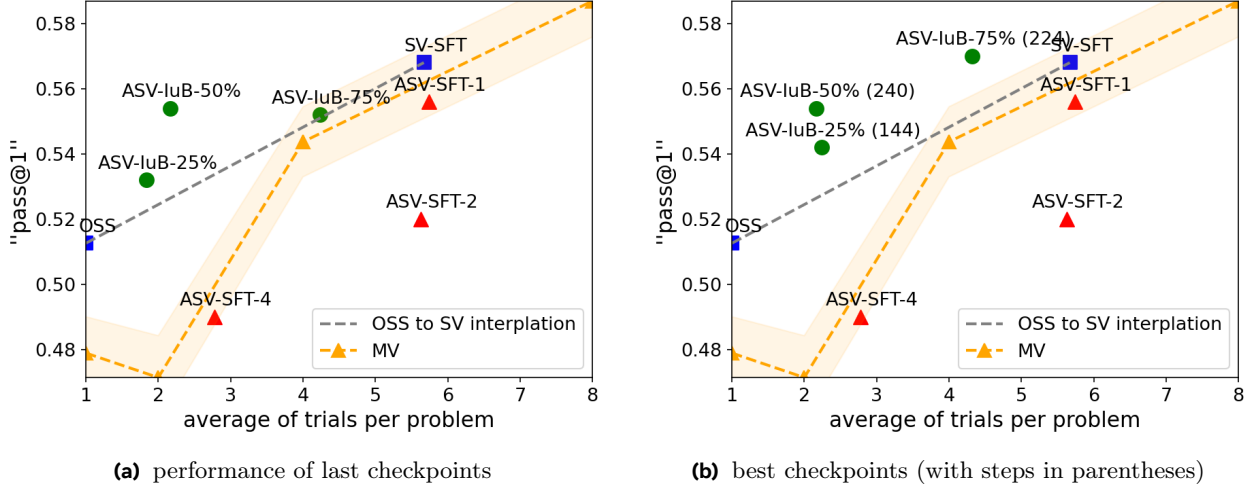 "pass@1"
0.58
0.56
0.54
0.52
0.50
0.48
SV-SFT
ASV-IuB-50%
ASV-IuB-75%
ASV-SFT-1
ASV-IuB-25%
OSS
ASV-SFT-2
ASV-SFT-4
OSS to SV interplation
MV
1 2 3 4 5 6 7 8
average of trials per problem
(a) performance of last checkpoints
"pass@1"
0.58
0.56
0.54
0.52
0.50
0.48
ASV-IuB-75% (224)
SV-SFT
ASV-IuB-50% (240)
ASV-SFT-1
ASV-IuB-25% (144)
OSS
ASV-SFT-2
ASV-SFT-4
OSS to SV interplation
MV
1 2 3 4 5 6 7 8
average of trials per problem
(b) best checkpoints (with steps in parentheses)